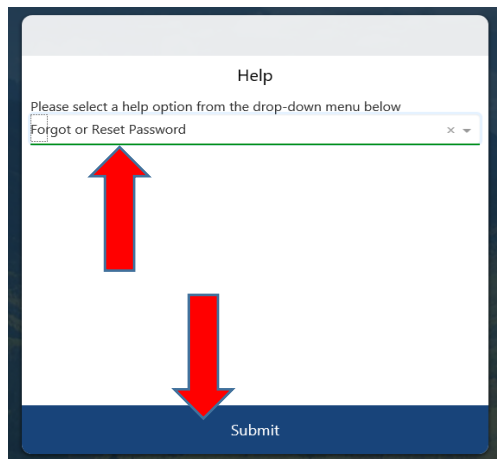 Help
Please select a help option from the drop-down menu below
Forgot or Reset Password
Submit